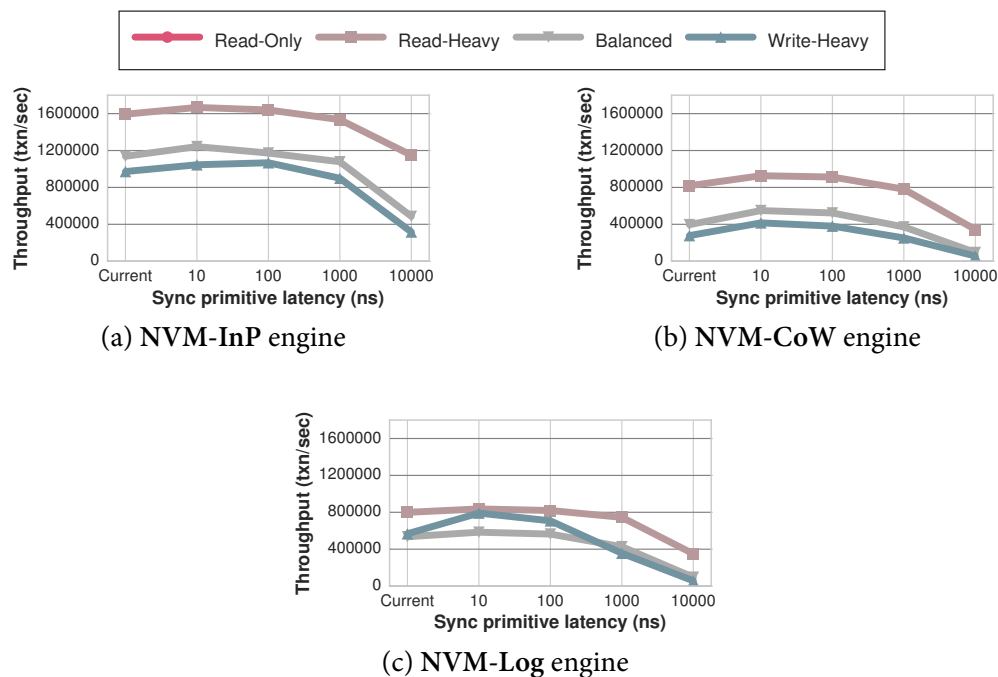 Read-Only Read-Heavy Balanced Write-Heavy
Throughput (txn/sec)
1600000
1200000
800000
400000
0
Current 10 100 1000 10000
Sync primitive latency (ns)
(a) NVM-InP engine
Throughput (txn/sec)
1600000
1200000
800000
400000
0
Current 10 100 1000 10000
Sync primitive latency (ns)
(b) NVM-CoW engine
Throughput (txn/sec)
1600000
1200000
800000
400000
0
Current 10 100 1000 10000
Sync primitive latency (ns)
(c) NVM-Log engine